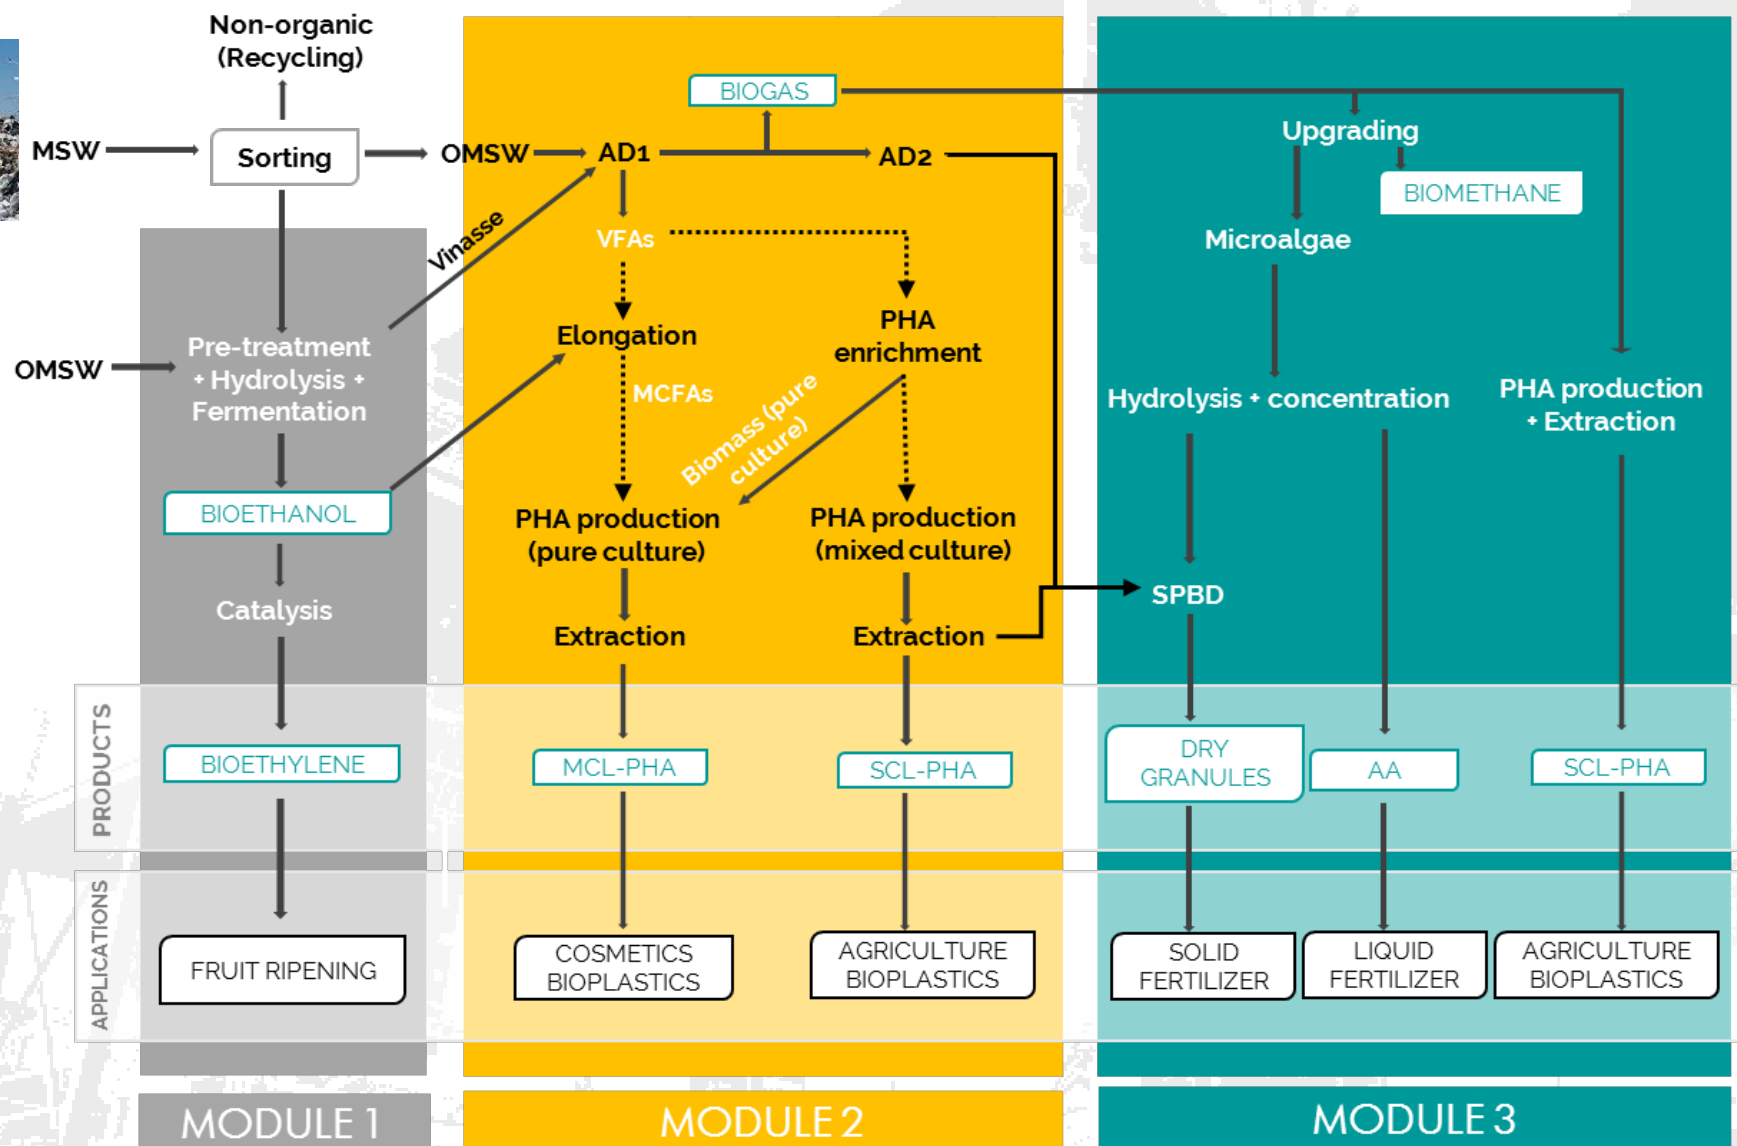 Non-organic
(Recycling)
MSW
Sorting
OMSW
Vinasse
OMSW
Pre-treatment
+ Hydrolysis +
Fermentation
BIOETHANOL
Catalysis
BIOGAS
AD1
AD2
VFAs
Elongation
MCFAs
PHA
enrichment
Biomass (pure
culture)
PHA production
(pure culture)
PHA production
(mixed culture)
Extraction
Extraction
Upgrading
BIOMETHANE
Microalgae
Hydrolysis + concentration
PHA production
+ Extraction
SPBD
PRODUCTS
BIOETHYLENE
MCL-PHA
SCL-PHA
DRY
GRANULES
AA
SCL-PHA
APPLICATIONS
FRUIT RIPENING
COSMETICS
BIOPLASTICS
AGRICULTURE
BIOPLASTICS
SOLID
FERTILIZER
LIQUID
FERTILIZER
AGRICULTURE
BIOPLASTICS
MODULE 1
MODULE 2
MODULE 3